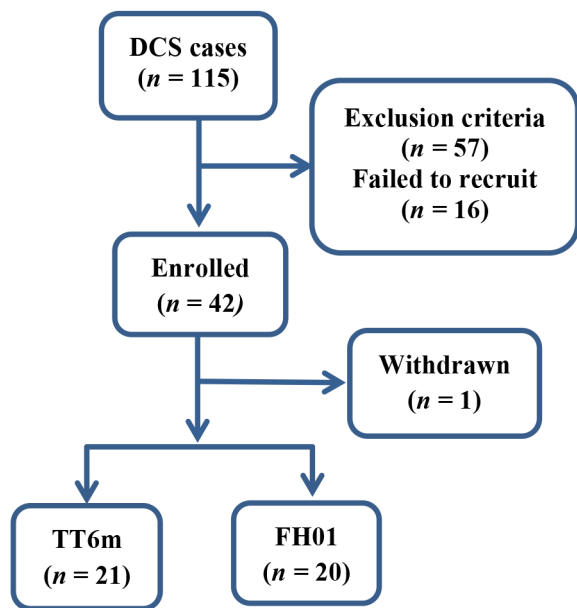 DCS cases
(n = 115)
Exclusion criteria
(n = 57)
Failed to recruit
(n = 16)
Enrolled
(n = 42)
Withdrawn
(n = 1)
TT6m
(n = 21)
FH01
(n = 20)